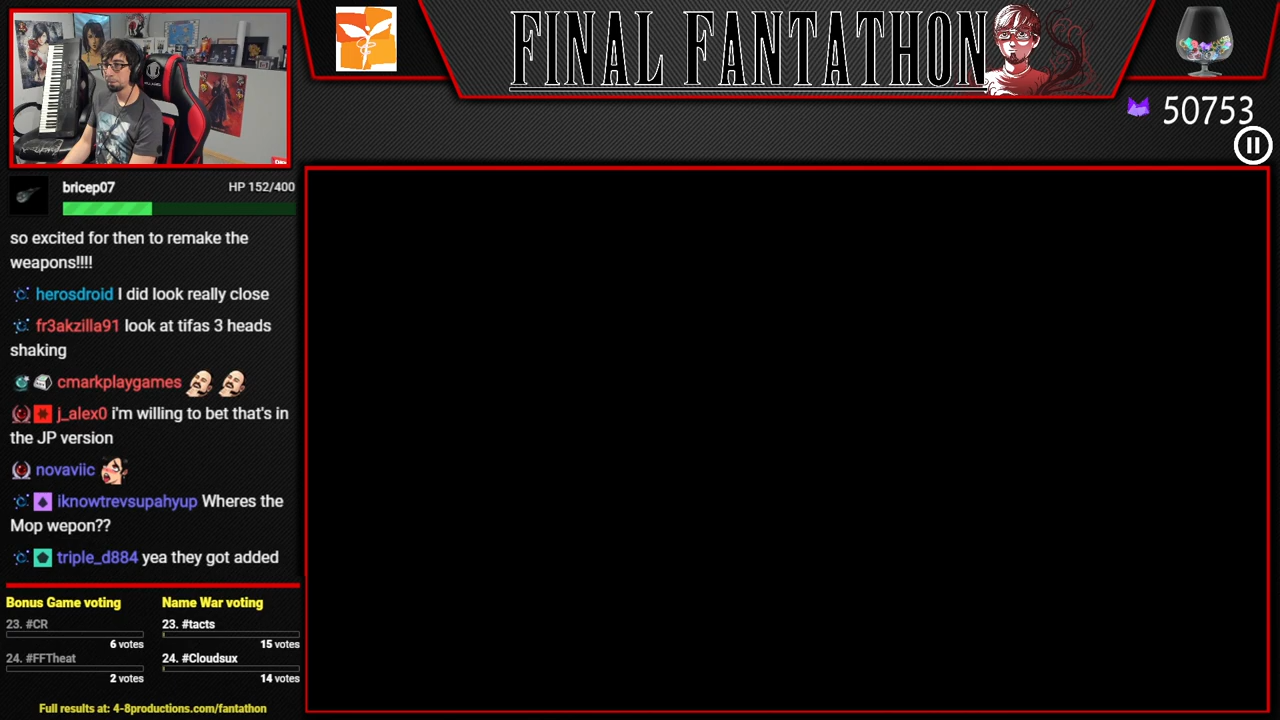 FINAL FANTATHON
50753
bricep07 HP 152/400
so excited for then to remake the
weapons!!!!
herosdroid I did look really close
fr3akzilla91 look at tifas 3 heads
shaking
cmarkplaygames
j_alex0 i'm willing to bet that's in
the JP version
novaviic
iknowtrevsupahyup Wheres the
Mop wepon??
triple_d884 yea they got added
Bonus Game voting
23. #CR
6 votes
24. #FFTheat
2 votes
Name War voting
23. #tacts
15 votes
24. #Cloudsux
14 votes
Full results at: 4-8productions.com/fantathon